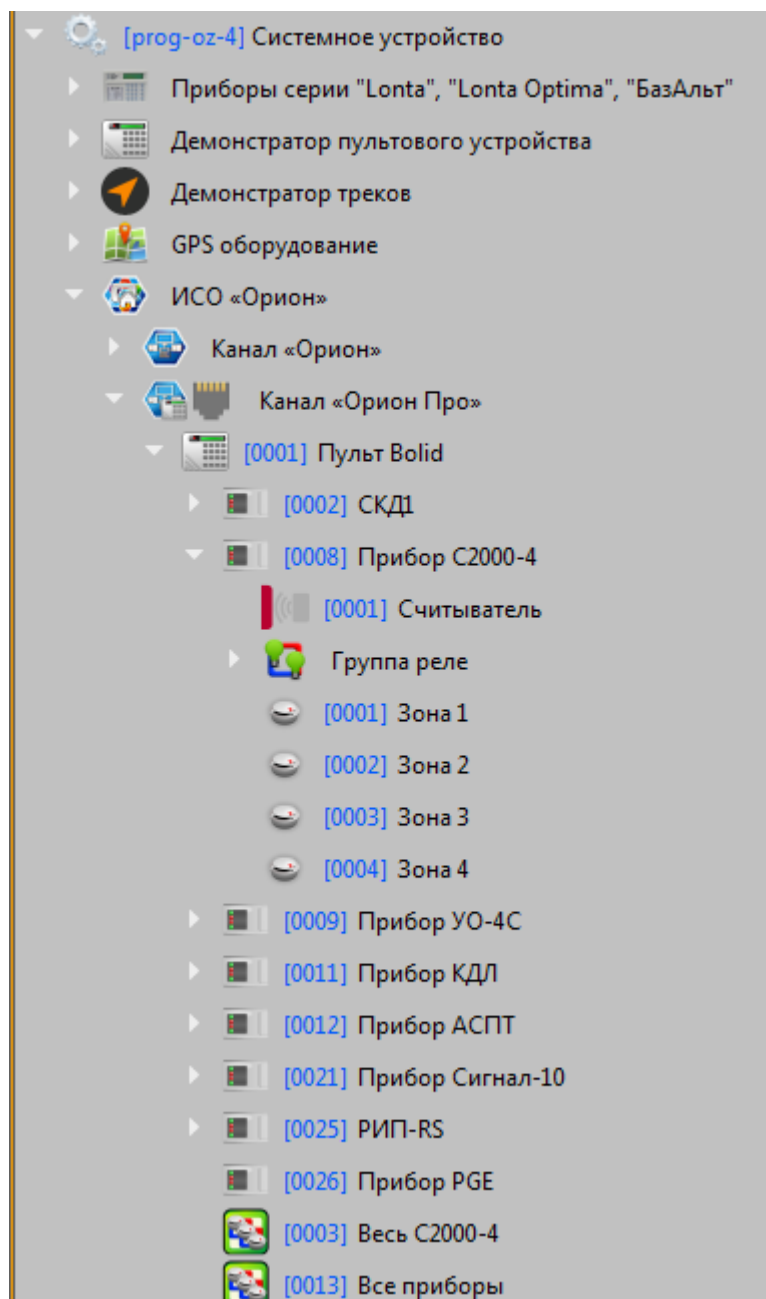 [prog-oz-4] Системное устройство
Приборы серии "Lonta", "Lonta Optima", "БазАльт"
Демонстратор пультового устройства
Демонстратор треков
GPS оборудование
ИСО «Орион»
Канал «Орион»
Канал «Орион Про»
[0001] Пульт Bolid
[0002] СКД1
[0008] Прибор С2000-4
[0001] Считыватель
Группа реле
[0001] Зона 1
[0002] Зона 2
[0003] Зона 3
[0004] Зона 4
[0009] Прибор УО-4С
[0011] Прибор КДЛ
[0012] Прибор АСПТ
[0021] Прибор Сигнал-10
[0025] РИП-RS
[0026] Прибор PGE
[0003] Весь С2000-4
[0013] Все приборы